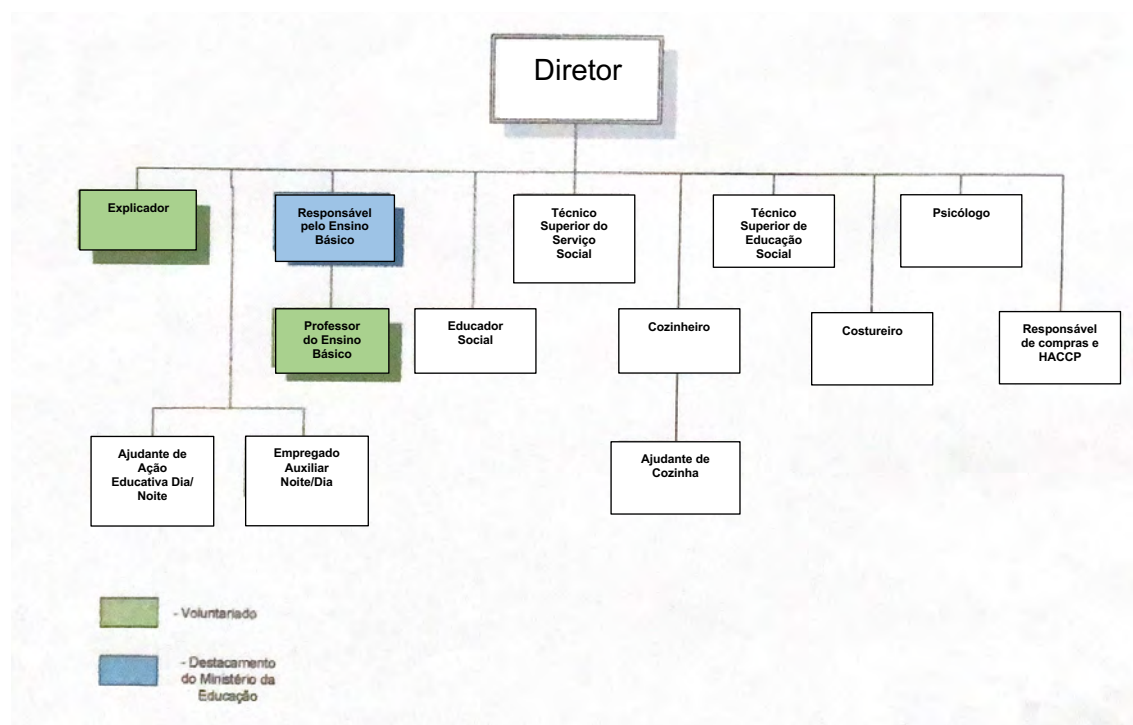 Diretor
Explicador
Responsável
pelo Ensino
Básico
Técnico
Superior do
Serviço
Social
Técnico
Superior de
Educação
Social
Psicólogo
Professor
do Ensino
Básico
Educador
Social
Cozinheiro
Costureiro
Responsável
de compras e
HACCP
Ajudante de
Ação
Educativa Dia/
Noite
Empregado
Auxiliar
Noite/Dia
Ajudante de
Cozinha
- Voluntariado
- Destacamento
do Ministério da
Educação